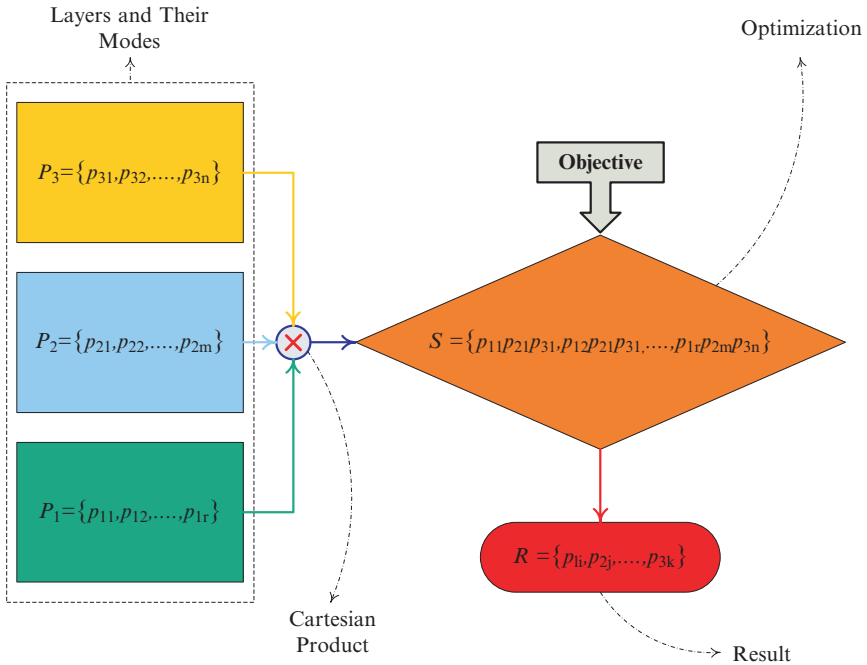 Layers and Their
Modes
Optimization
Objective
P₃={p₃₁,p₃₂,....,p₃ₙ}
P₂={p₂₁,p₂₂,....,p₂ₘ}
S ={p₁₁p₂₁p₃₁,p₁₂p₂₁p₃₁,....,p₁ᵣp₂ₘp₃ₙ}
P₁={p₁₁,p₁₂,....,p₁ᵣ}
R ={pₗᵢ,p₂ⱼ,....,p₃ₖ}
Cartesian
Product
Result